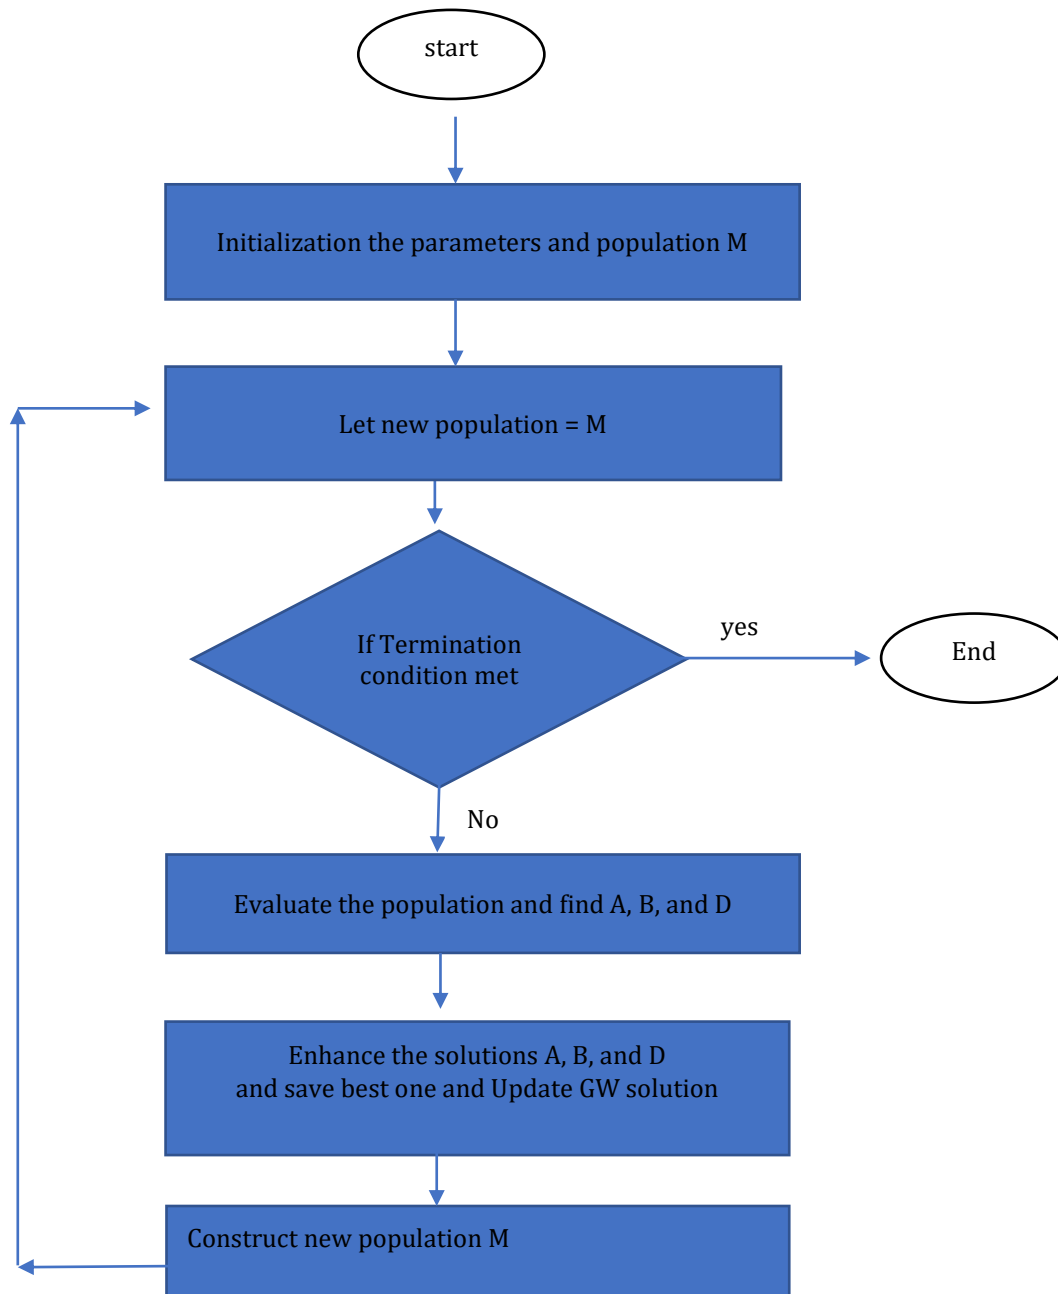 start
Initialization the parameters and population M
Let new population = M
If Termination
condition met
yes
End
No
Evaluate the population and find A, B, and D
Enhance the solutions A, B, and D
and save best one and Update GW solution
Construct new population M